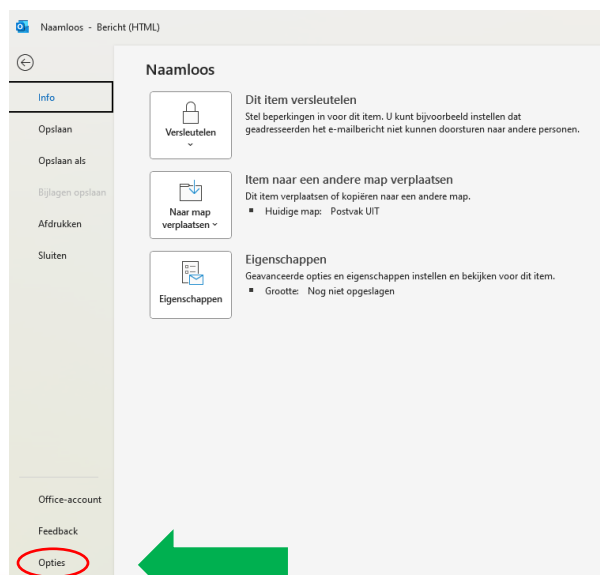 Naamloos - Bericht (HTML)
Info
Opslaan
Opslaan als
Bijlagen opslaan
Afdrukken
Sluiten
Office-account
Feedback
Opties
Naamloos
Versleutelen
Dit item versleutelen
Stel beperkingen in voor dit item. U kunt bijvoorbeeld instellen dat
geadresseerden het e-mailbericht niet kunnen doorsturen naar andere personen.
Naar map
verplaatsen
Item naar een andere map verplaatsen
Dit item verplaatsen of kopiëren naar een andere map.
Huidige map: Postvak UIT
Eigenschappen
Eigenschappen
Geavanceerde opties en eigenschappen instellen en bekijken voor dit item.
Grootte: Nog niet opgeslagen